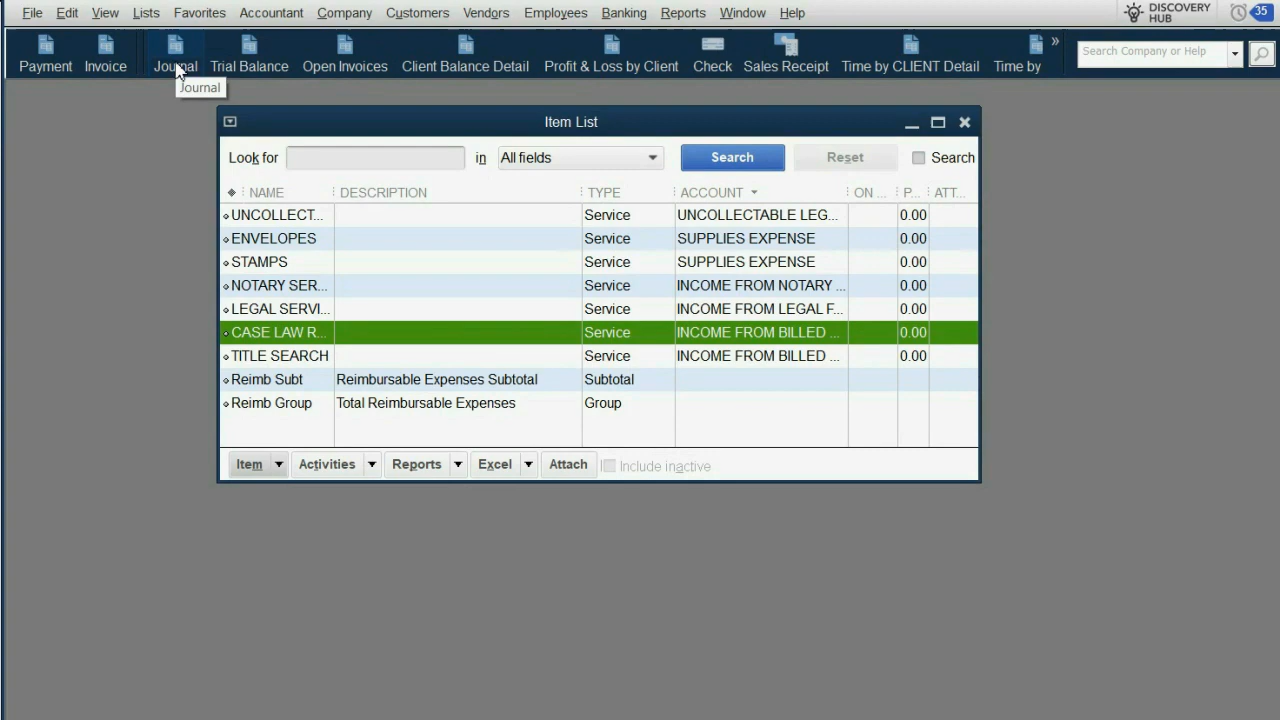 File Edit View Lists Favorites Accountant Company Customers Vendors Employees Banking Reports Window Help DISCOVERY HUB 35
Payment Invoice Journal Trial Balance Open Invoices Client Balance Detail Profit & Loss by Client Check Sales Receipt Time by CLIENT Detail Time by » Search Company or Help
Journal
Item List
Look for in All fields Search Reset Search
NAME DESCRIPTION TYPE ACCOUNT ON ... P... ATT...
UNCOLLECT... Service UNCOLLECTABLE LEG... 0.00
ENVELOPES Service SUPPLIES EXPENSE 0.00
STAMPS Service SUPPLIES EXPENSE 0.00
NOTARY SER... Service INCOME FROM NOTARY ... 0.00
LEGAL SERVI... Service INCOME FROM LEGAL F... 0.00
CASE LAW R... Service INCOME FROM BILLED ... 0.00
TITLE SEARCH Service INCOME FROM BILLED ... 0.00
Reimb Subt Reimbursable Expenses Subtotal Subtotal
Reimb Group Total Reimbursable Expenses Group
Item Activities Reports Excel Attach Include inactive